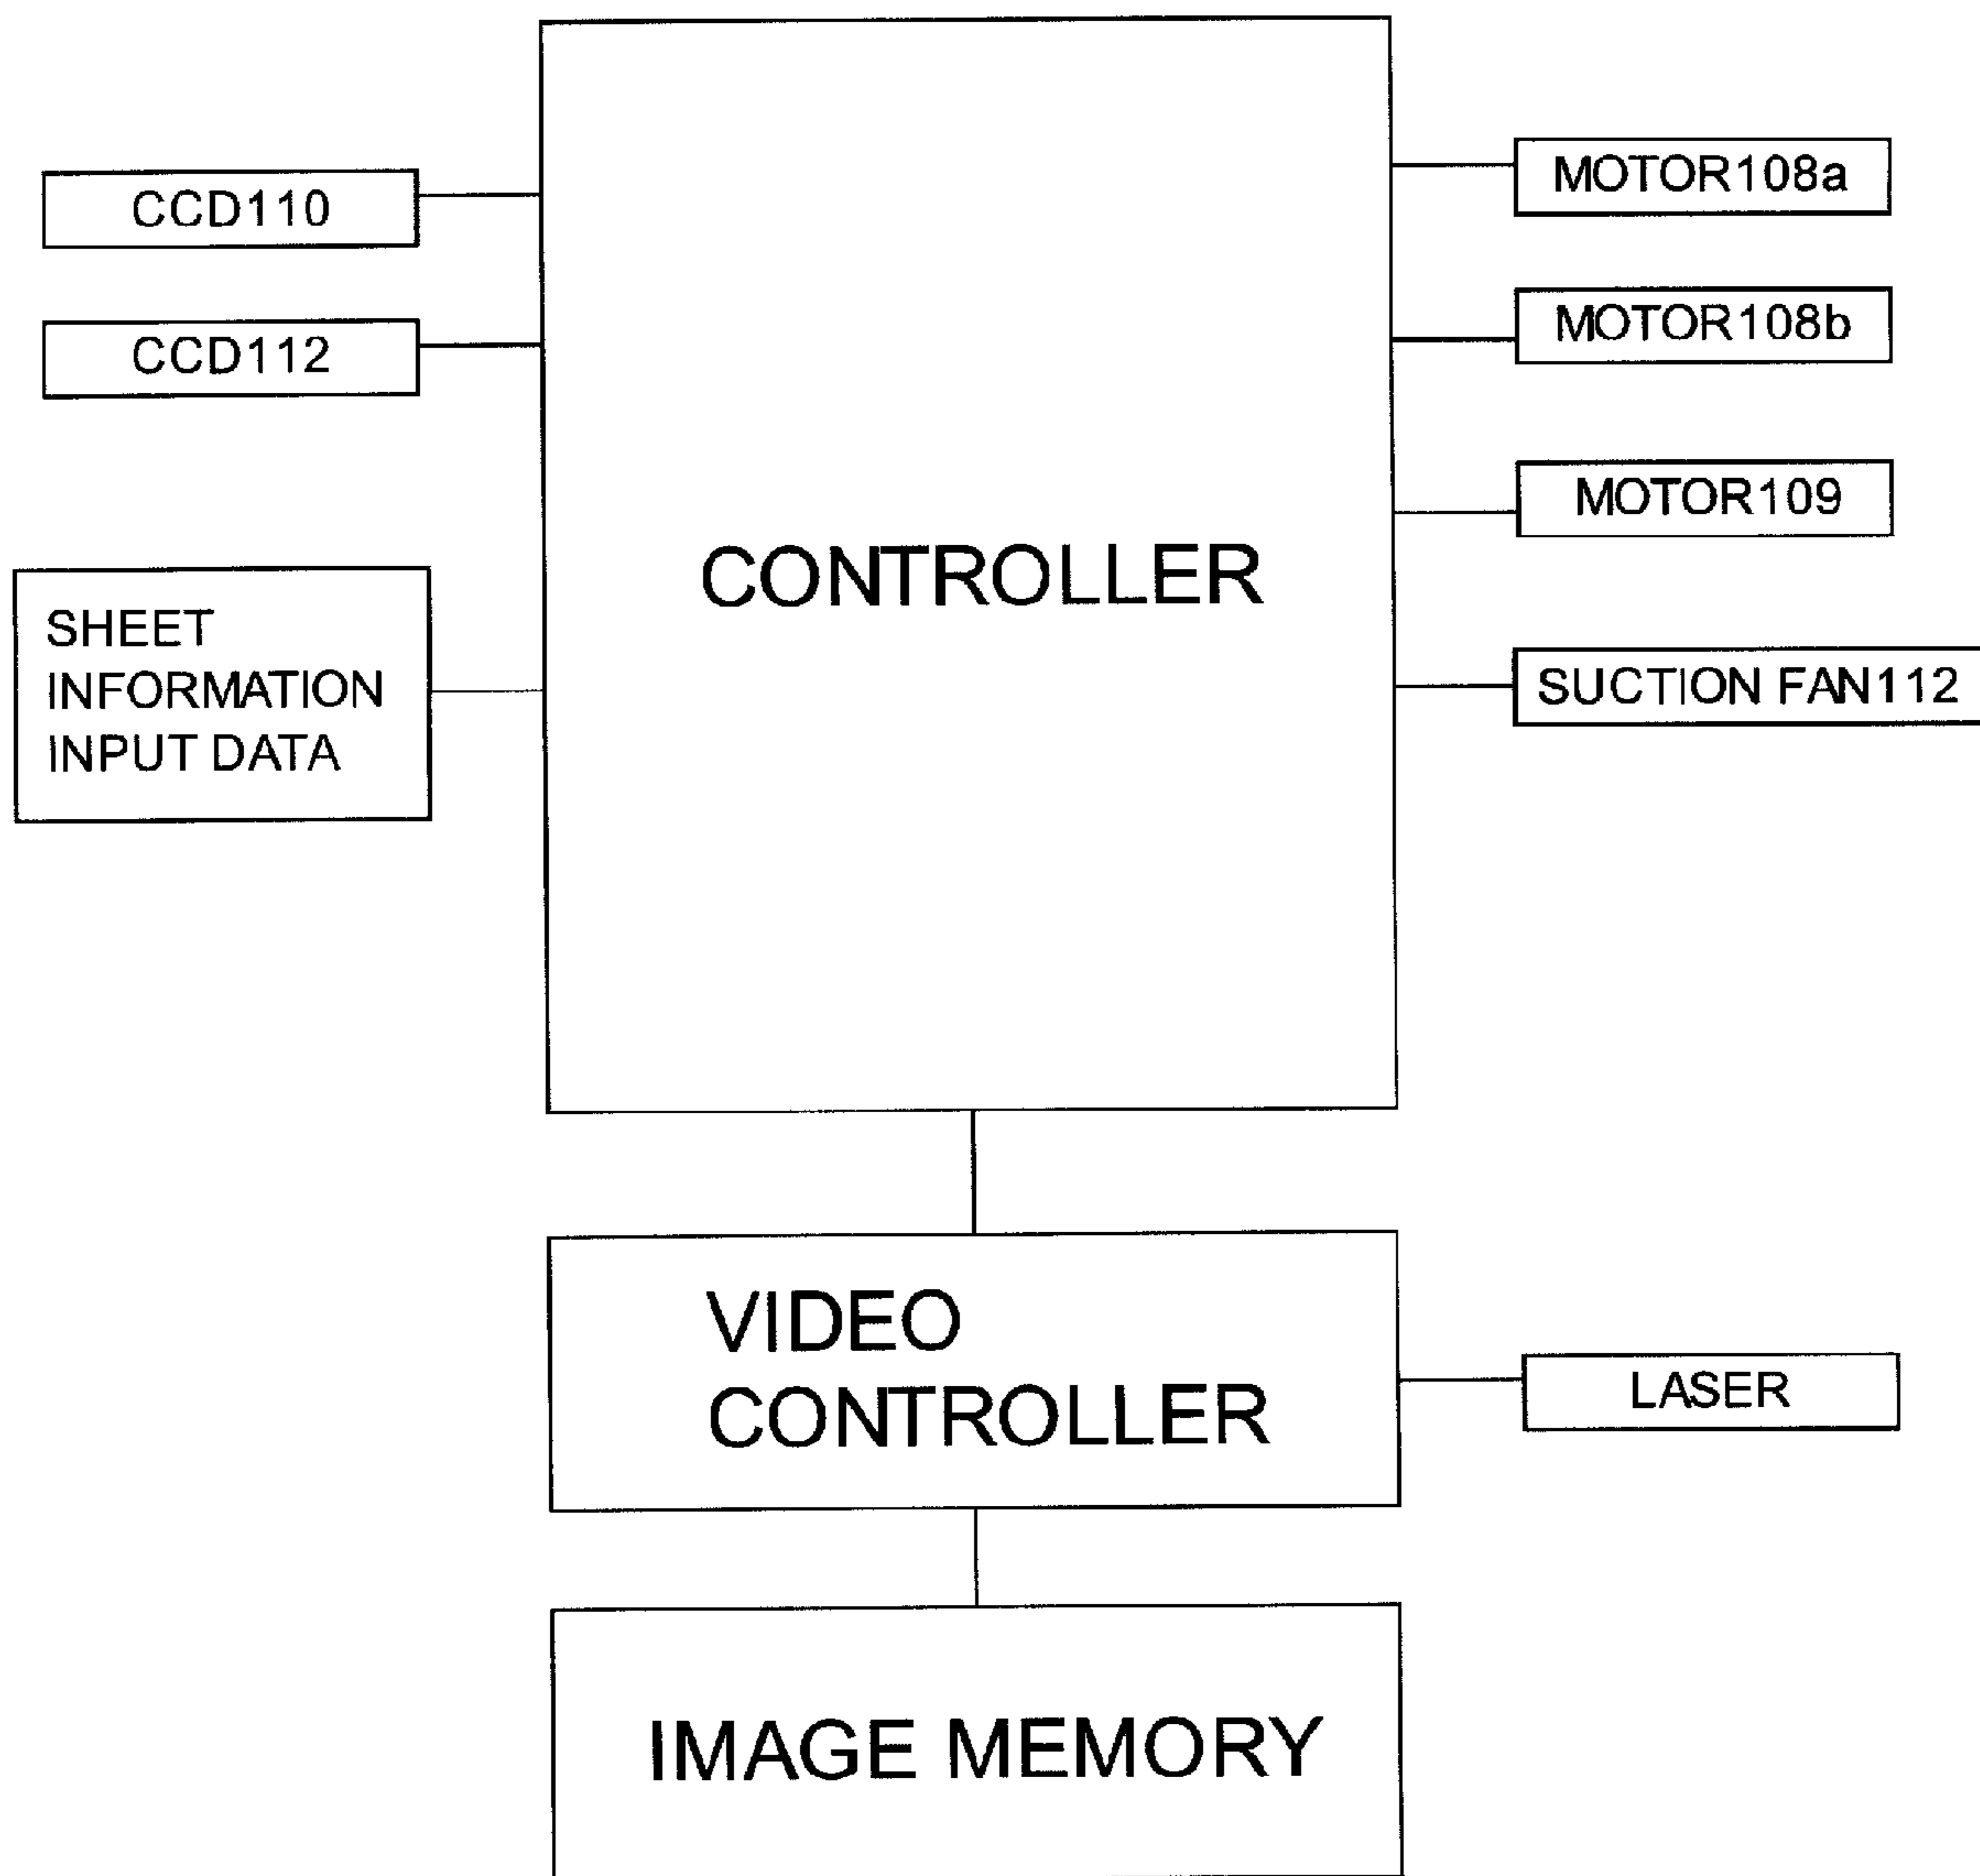 CONTROLLER
CCD110
CCD112
SHEET
INFORMATION
INPUT DATA
MOTOR108a
MOTOR108b
MOTOR109
SUCTION FAN112
VIDEO
CONTROLLER
LASER
IMAGE MEMORY